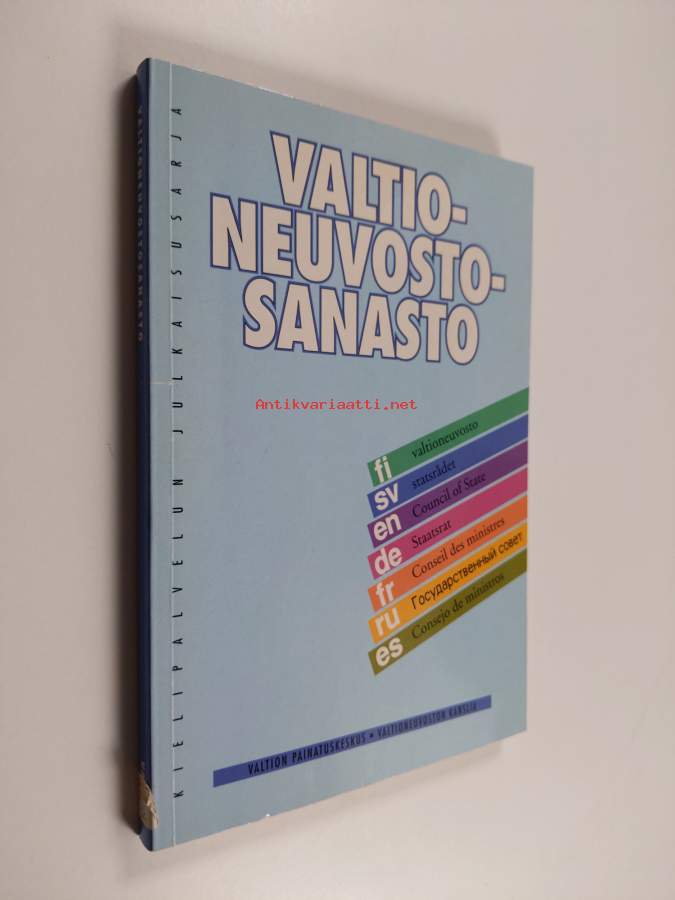 VALTIONEUVOSTOSANASTO
KIELIPALVELUN JULKAISUSARJA
VALTIO-
NEUVOSTO-
SANASTO
Antikvariaatti.net
fi valtioneuvosto
sv statsrådet
en Council of State
de Staatsrat
fr Conseil des ministres
ru Государственный совет
es Consejo de ministros
VALTION PAINATUSKESKUS • VALTIONEUVOSTON KANSLIA